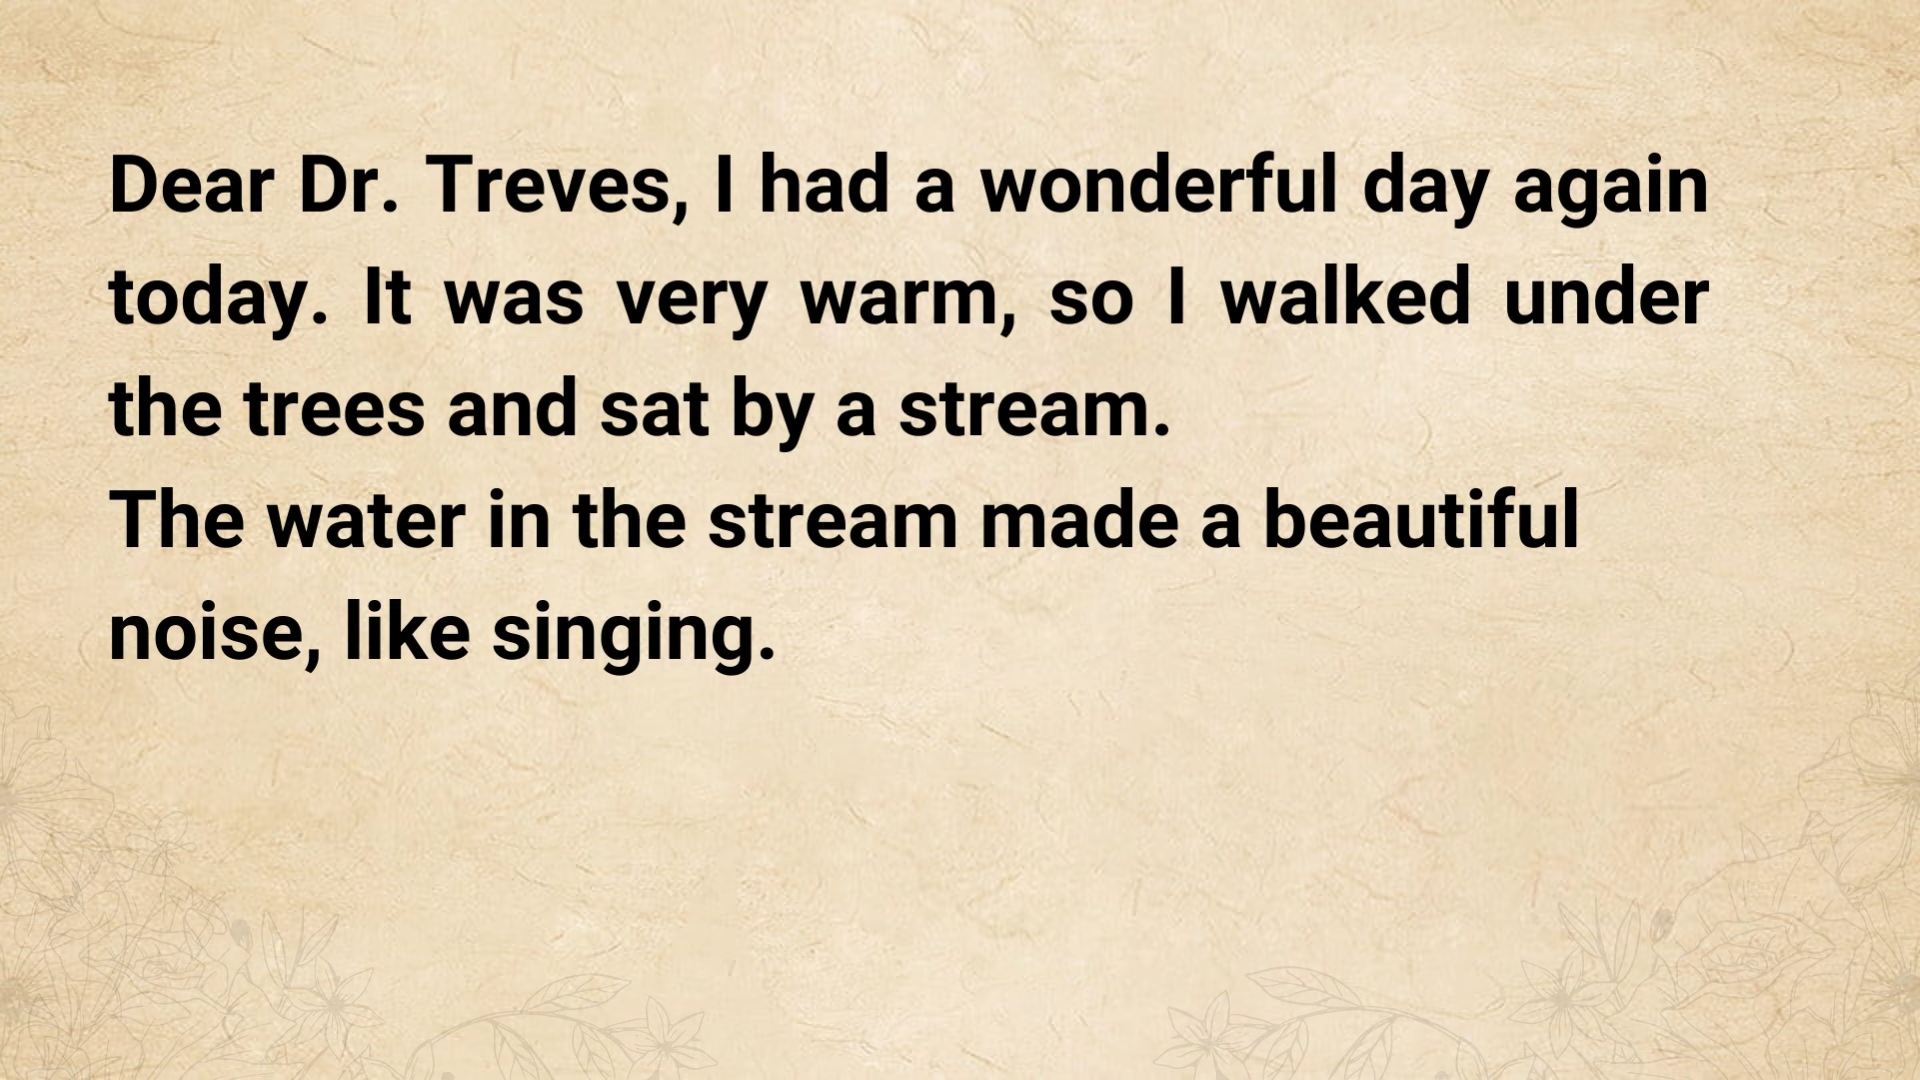 Dear Dr. Treves, I had a wonderful day again
today. It was very warm, so I walked under
the trees and sat by a stream.
The water in the stream made a beautiful
noise, like singing.